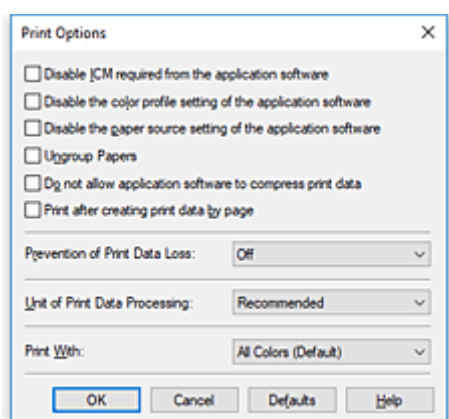 Print Options
Disable ICM required from the application software
Disable the color profile setting of the application software
Disable the paper source setting of the application software
Ungroup Papers
Do not allow application software to compress print data
Print after creating print data by page
Prevention of Print Data Loss: Off
Unit of Print Data Processing: Recommended
Print With: All Colors (Default)
OK Cancel Defaults Help